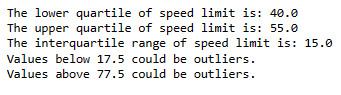 The lower quartile of speed limit is: 40.0
The upper quartile of speed limit is: 55.0
The interquartile range of speed limit is: 15.0
Values below 17.5 could be outliers.
Values above 77.5 could be outliers.